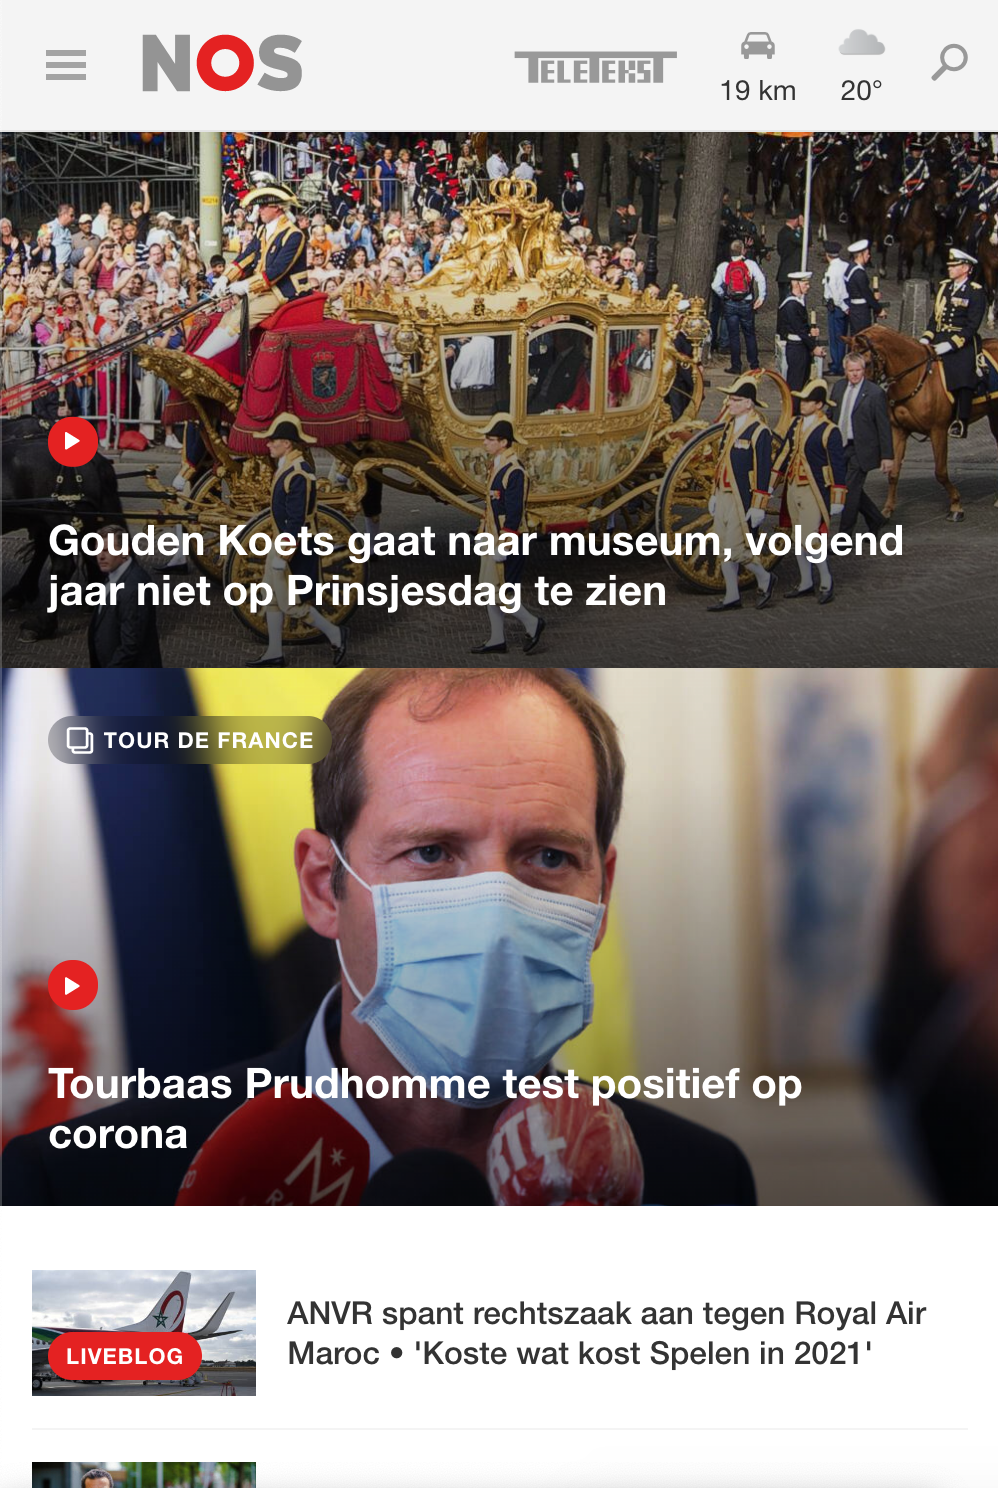 NOS
TELETEKST
19 km
20°
Gouden Koets gaat naar museum, volgend
jaar niet op Prinsjesdag te zien
TOUR DE FRANCE
Tourbaas Prudhomme test positief op
corona
RTL
LIVEBLOG
ANVR spant rechtszaak aan tegen Royal Air
Maroc • 'Koste wat kost Spelen in 2021'